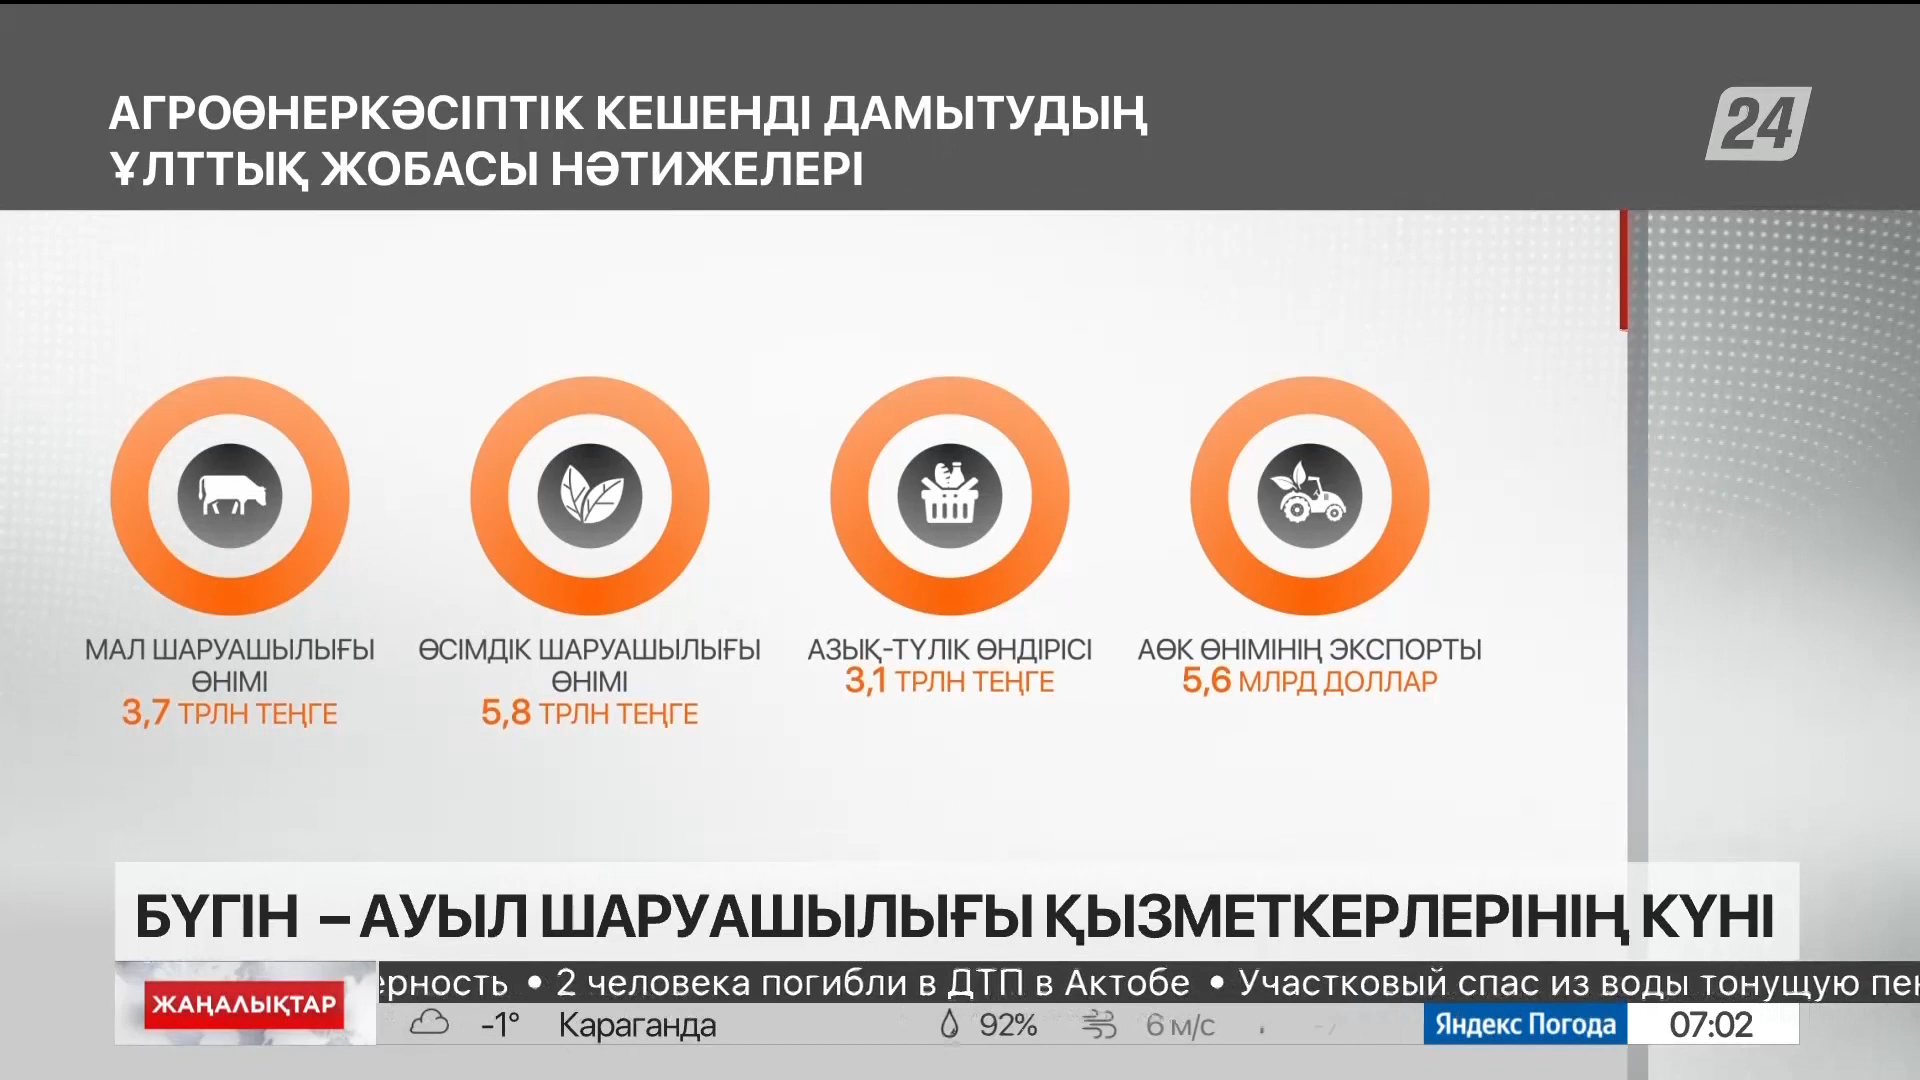 АГРОӨНЕРКӘСІПТІК КЕШЕНДІ ДАМЫТУДЫҢ
ҰЛТТЫҚ ЖОБАСЫ НӘТИЖЕЛЕРІ
24
МАЛ ШАРУАШЫЛЫҒЫ
ӨНІМІ
3,7 ТРЛН ТЕҢГЕ
ӨСІМДІК ШАРУАШЫЛЫҒЫ
ӨНІМІ
5,8 ТРЛН ТЕҢГЕ
АЗЫҚ-ТҮЛІК ӨНДІРІСІ
3,1 ТРЛН ТЕҢГЕ
АӨК ӨНІМІНІҢ ЭКСПОРТЫ
5,6 МЛРД ДОЛЛАР
БҮГІН – АУЫЛ ШАРУАШЫЛЫҒЫ ҚЫЗМЕТКЕРЛЕРІНІҢ КҮНІ
ЖАҢАЛЫҚТАР
ерность • 2 человека погибли в ДТП в Актобе • Участковый спас из воды тонущую пен
-1° Караганда 92% 6 м/с
Яндекс Погода
07:02